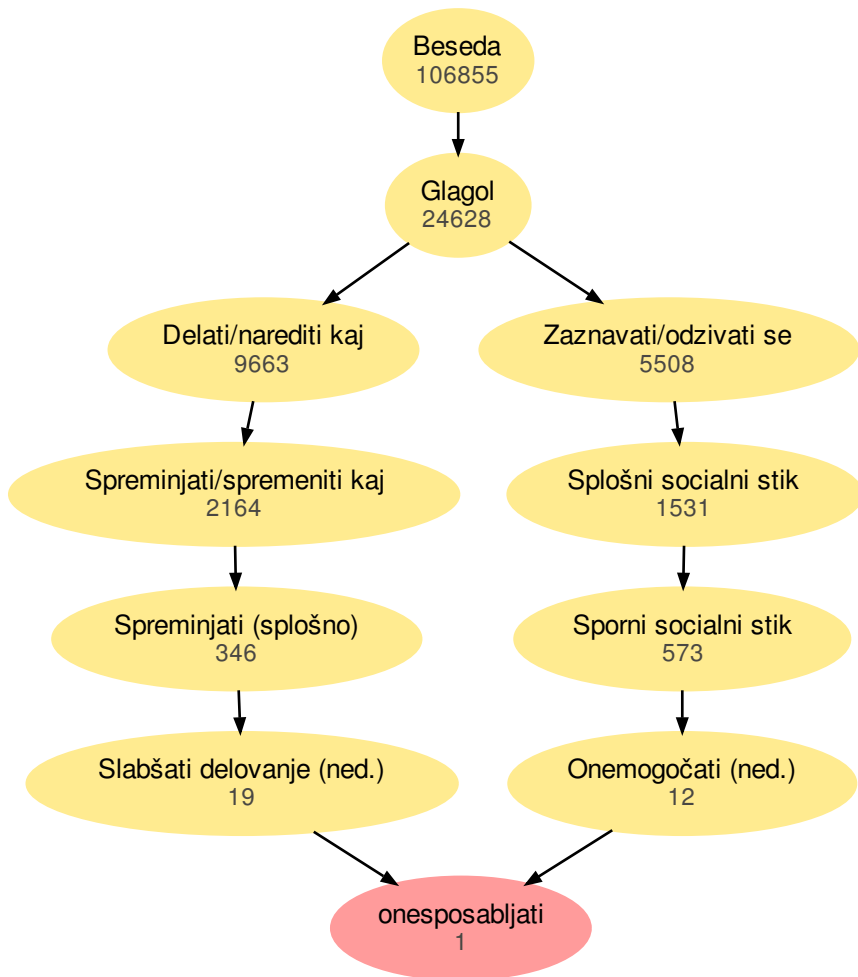 Beseda
106855
Glagol
24628
Delati/narediti kaj
9663
Zaznavati/odzivati se
5508
Spreminjati/spremeniti kaj
2164
Splošni socialni stik
1531
Spreminjati (splošno)
346
Sporni socialni stik
573
Slabšati delovanje (ned.)
19
Onemogočati (ned.)
12
onesposabljati
1